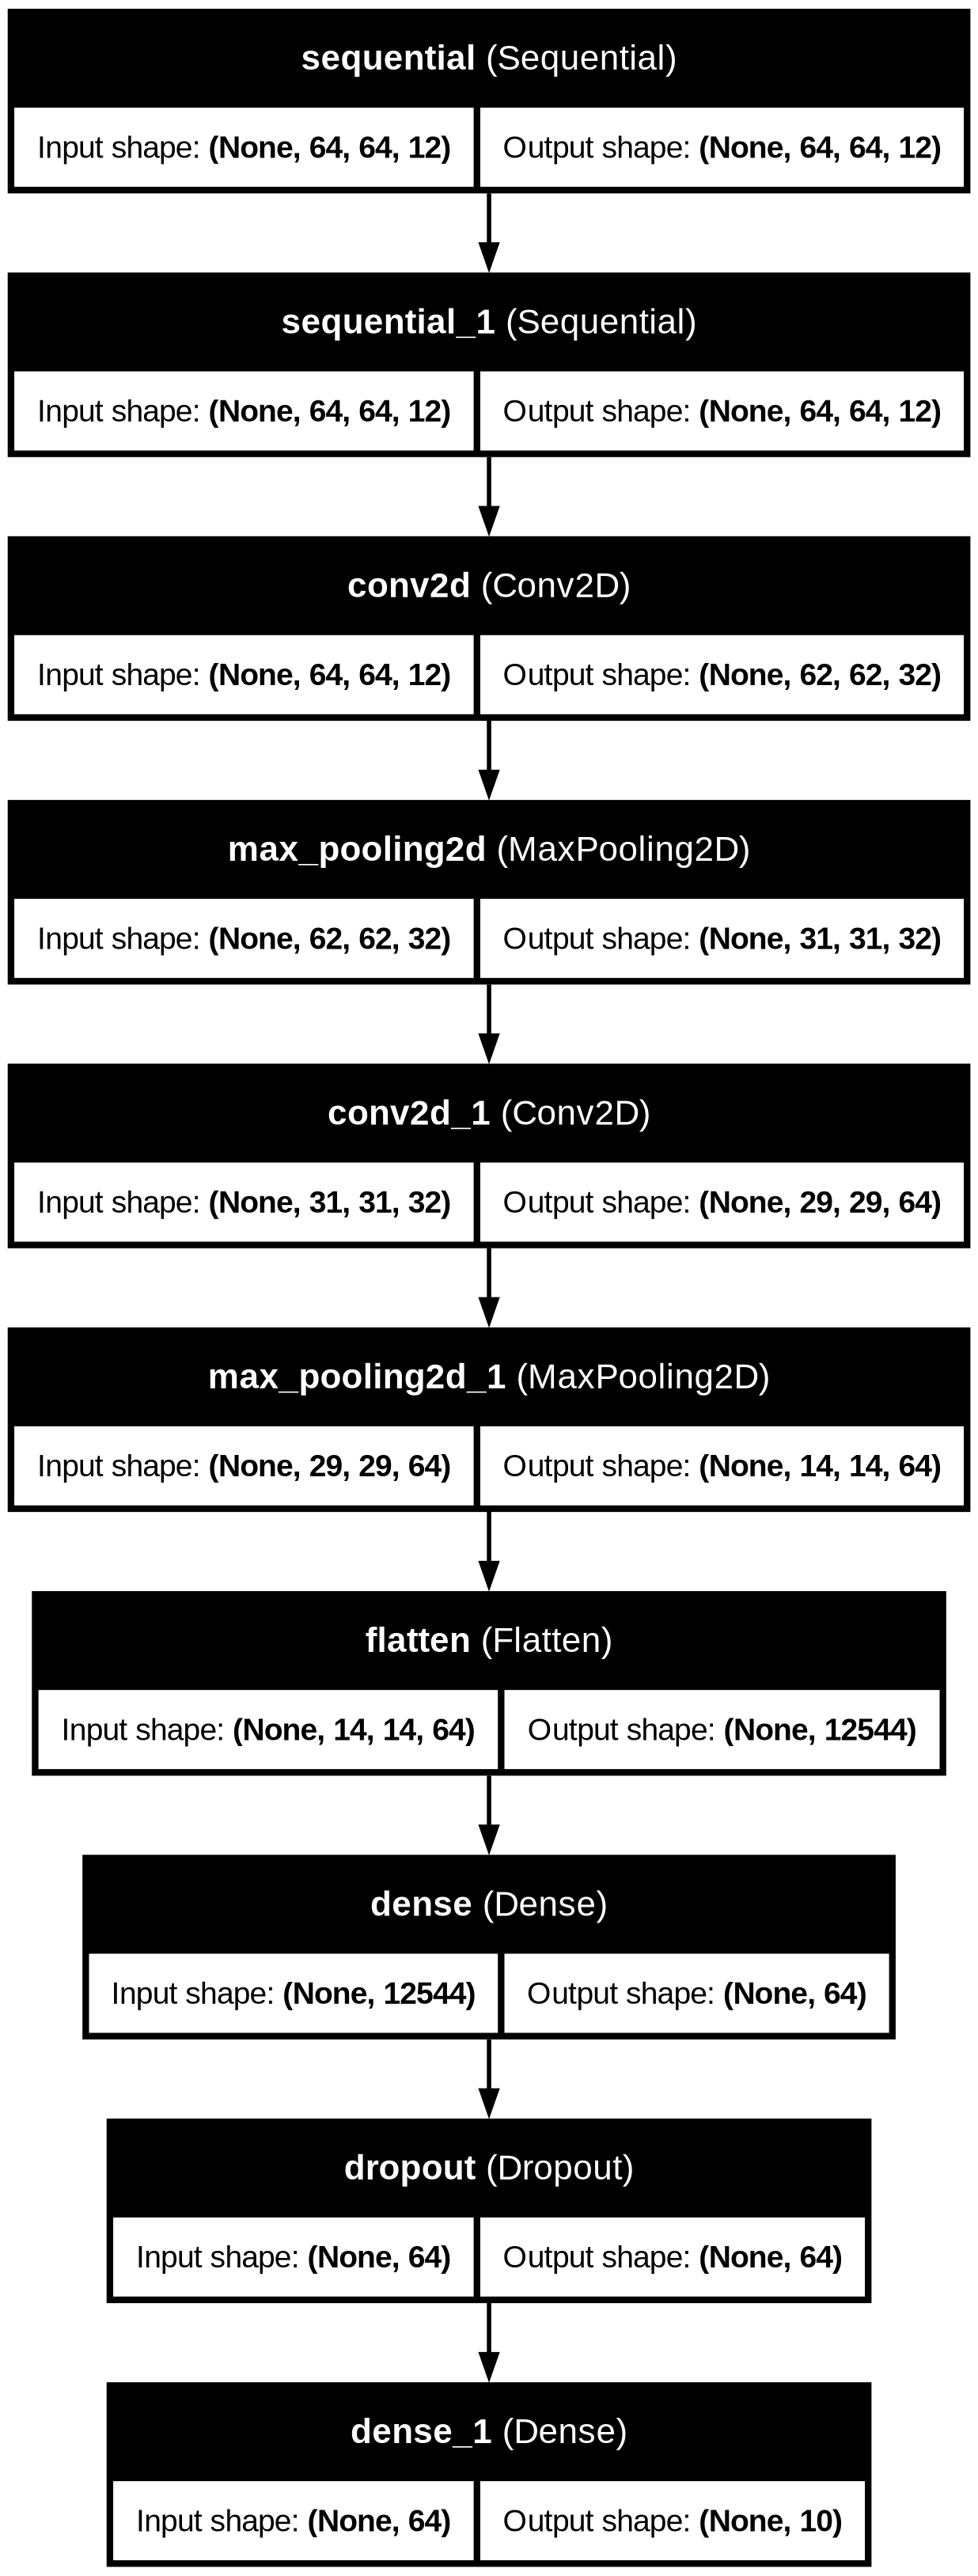 sequential (Sequential)
Input shape: (None, 64, 64, 12) Output shape: (None, 64, 64, 12)
sequential_1 (Sequential)
Input shape: (None, 64, 64, 12) Output shape: (None, 64, 64, 12)
conv2d (Conv2D)
Input shape: (None, 64, 64, 12) Output shape: (None, 62, 62, 32)
max_pooling2d (MaxPooling2D)
Input shape: (None, 62, 62, 32) Output shape: (None, 31, 31, 32)
conv2d_1 (Conv2D)
Input shape: (None, 31, 31, 32) Output shape: (None, 29, 29, 64)
max_pooling2d_1 (MaxPooling2D)
Input shape: (None, 29, 29, 64) Output shape: (None, 14, 14, 64)
flatten (Flatten)
Input shape: (None, 14, 14, 64) Output shape: (None, 12544)
dense (Dense)
Input shape: (None, 12544) Output shape: (None, 64)
dropout (Dropout)
Input shape: (None, 64) Output shape: (None, 64)
dense_1 (Dense)
Input shape: (None, 64) Output shape: (None, 10)